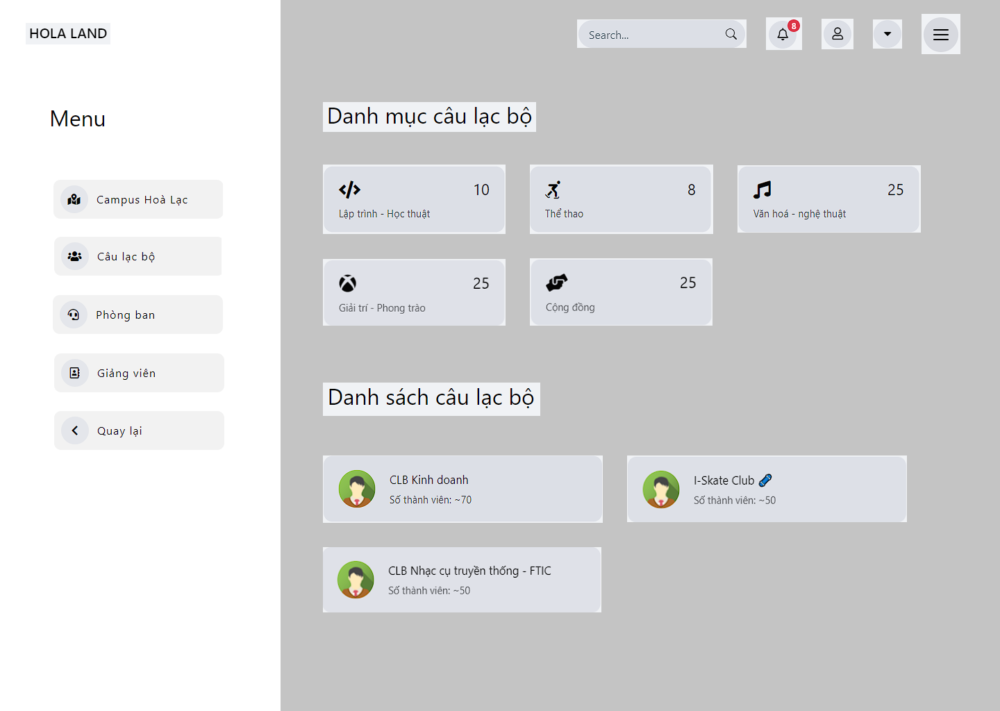 HOLA LAND
Search...
8
Menu
Campus Hoà Lạc
Câu lạc bộ
Phòng ban
Giảng viên
Quay lại
Danh mục câu lạc bộ
10
Lập trình - Học thuật
8
Thể thao
25
Văn hoá - nghệ thuật
25
Giải trí - Phong trào
25
Cộng đồng
Danh sách câu lạc bộ
CLB Kinh doanh
Số thành viên: ~70
I-Skate Club
Số thành viên: ~50
CLB Nhạc cụ truyền thống - FTIC
Số thành viên: ~50